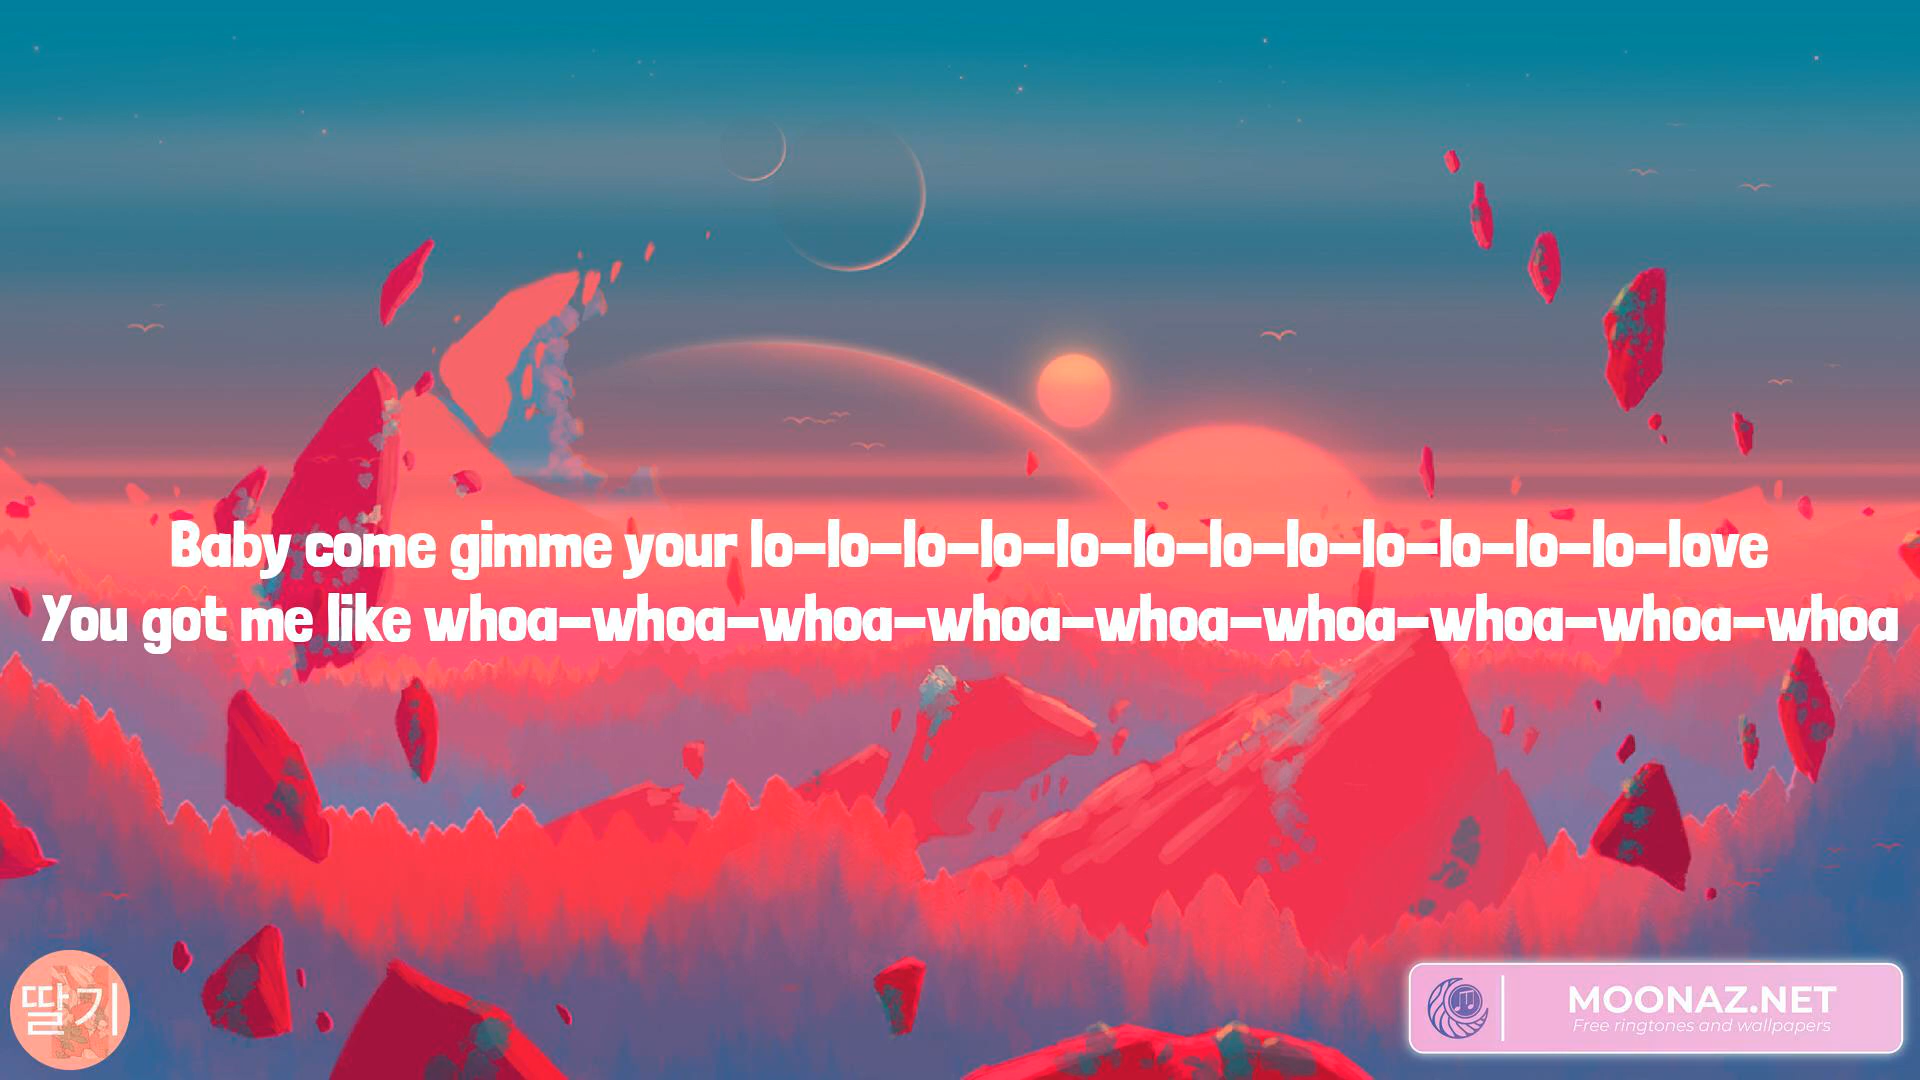 Baby come gimme your lo-lo-lo-lo-lo-lo-lo-lo-lo-lo-lo-lo-love
You got me like whoa-whoa-whoa-whoa-whoa-whoa-whoa-whoa-whoa
딸기
MOONAZ.NET
Free ringtones and wallpapers